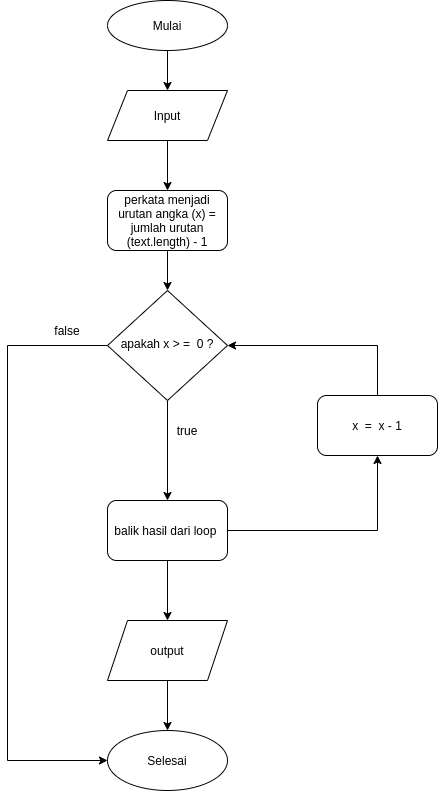 Mulai
Input
perkata menjadi
urutan angka (x) =
jumlah urutan
(text.length) - 1
false
apakah x > =  0 ?
true
x  =  x - 1
balik hasil dari loop
output
Selesai